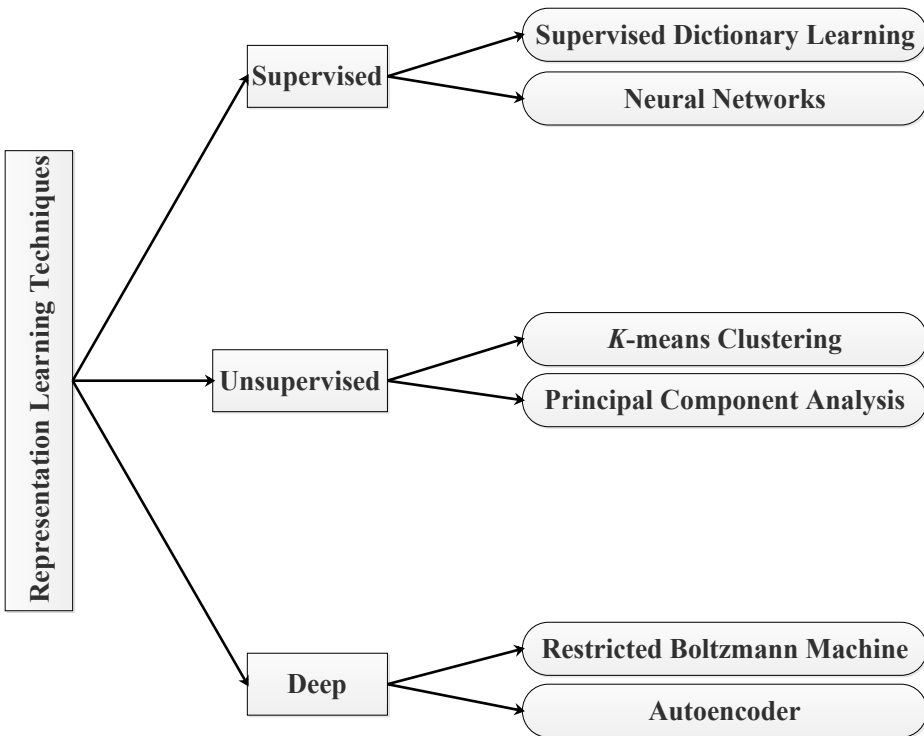 Representation Learning Techniques
Supervised
Supervised Dictionary Learning
Neural Networks
Unsupervised
K-means Clustering
Principal Component Analysis
Deep
Restricted Boltzmann Machine
Autoencoder